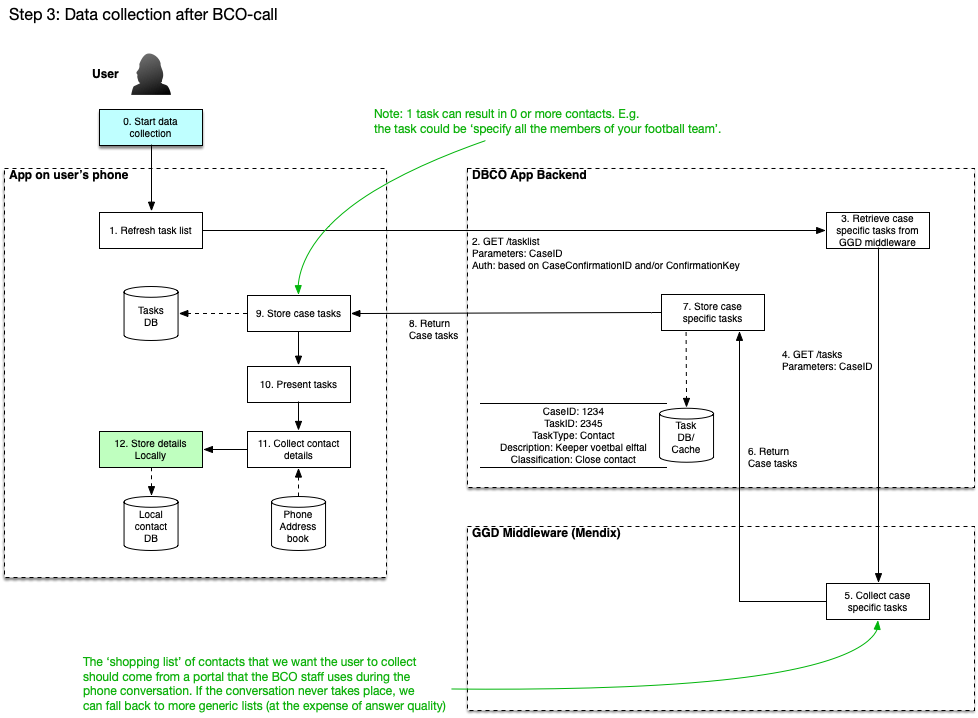 Step 3: Data collection after BCO-call
User
0. Start data
collection
Note: 1 task can result in 0 or more contacts. E.g.
the task could be ‘specify all the members of your football team’.
App on user’s phone
DBCO App Backend
1. Refresh task list
3. Retrieve case
specific tasks from
GGD middleware
2. GET /tasklist
Parameters: CaseID
Auth: based on CaseConfirmationID and/or ConfirmationKey
Tasks
DB
9. Store case tasks
7. Store case
specific tasks
8. Return
Case tasks
4. GET /tasks
Parameters: CaseID
10. Present tasks
CaseID: 1234
TaskID: 2345
TaskType: Contact
Description: Keeper voetbal elftal
Classification: Close contact
Task
DB/
Cache
12. Store details
Locally
11. Collect contact
details
6. Return
Case tasks
Local
contact
DB
Phone
Address
book
GGD Middleware (Mendix)
5. Collect case
specific tasks
The ‘shopping list’ of contacts that we want the user to collect
should come from a portal that the BCO staff uses during the
phone conversation. If the conversation never takes place, we
can fall back to more generic lists (at the expense of answer quality)